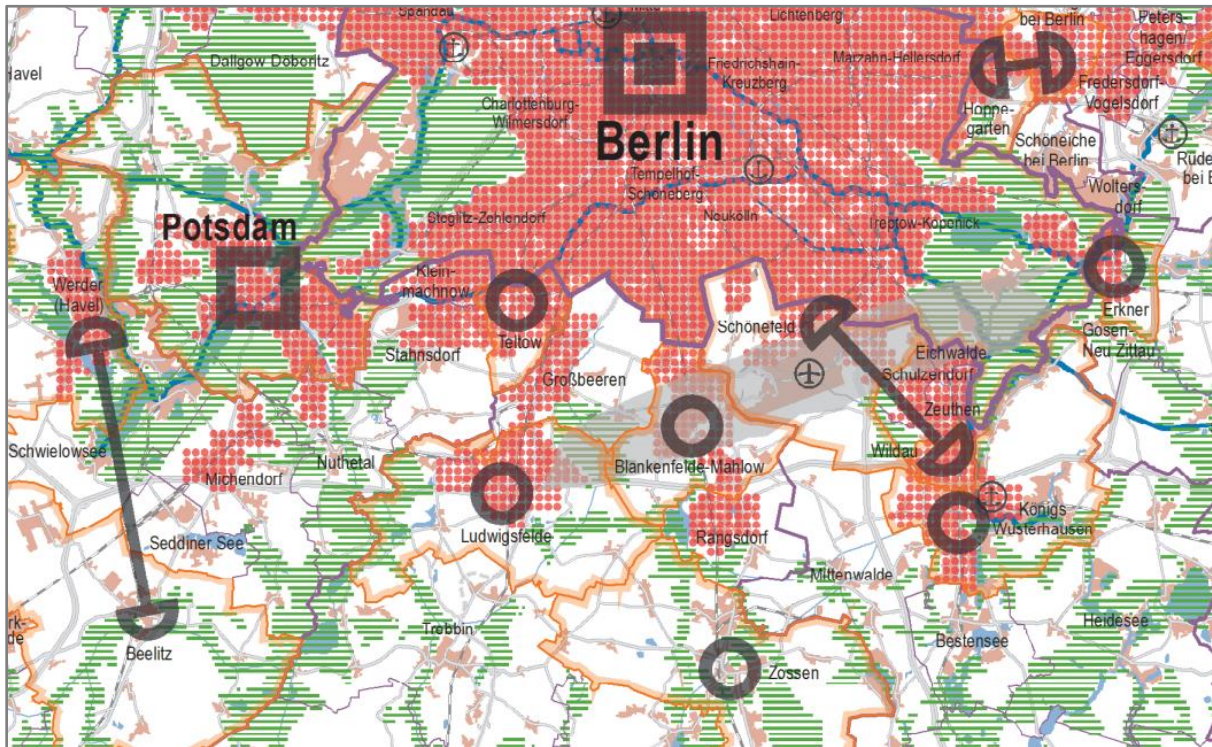 Spandau
Mitte
Lichtenberg
bei Berlin
Peters-
hagen/
Eggersdorf
Havel
Dallgow Döberitz
Friedrichshain-
Kreuzberg
Marzahn-Hellersdorf
Fredersdorf-
Vogelsdorf
Charlottenburg-
Wilmersdorf
Hoppe-
garten
Berlin
Schöneiche
bei Berlin
Tempelhof-
Schöneberg
Wolters-
dorf
Potsdam
Steglitz-Zehlendorf
Neukölln
Treptow-Köpenick
Werder
(Havel)
Klein-
machnow
Erkner
Schönefeld
Teltow
Stahnsdorf
Gosen-
Neu Zittau
Eichwalde
Schulzendorf
Großbeeren
Zeuthen
Schwielowsee
Nuthetal
Wildau
Michendorf
Blankenfelde-Mahlow
Königs
Wusterhausen
Seddiner See
Ludwigsfelde
Rangsdorf
Mittenwalde
Heidesee
Trebbin
Bestensee
Beelitz
Zossen